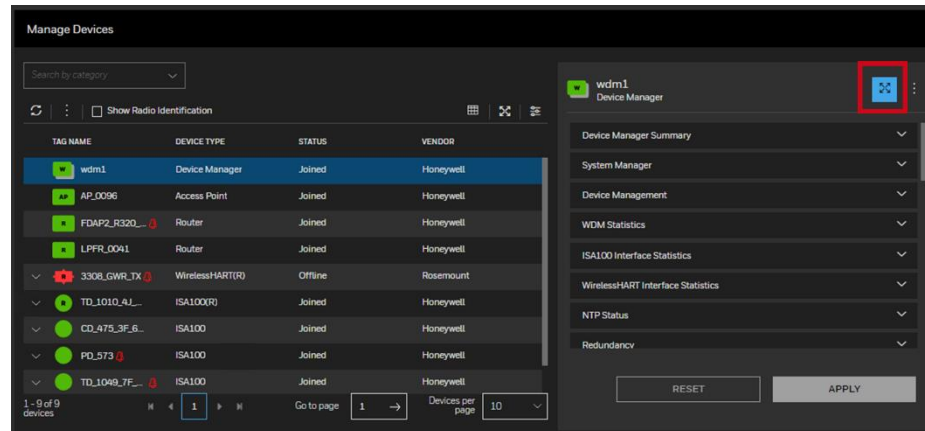 Manage Devices
Search by category
Show Radio Identification
TAG NAME DEVICE TYPE STATUS VENDOR
W wdm1 Device Manager Joined Honeywell
AP AP_0096 Access Point Joined Honeywell
R FDAP2_R320_... Router Joined Honeywell
R LPFR_0041 Router Joined Honeywell
3308_GWR_TX WirelessHART(R) Offline Rosemount
R TD_1010_4J_... ISA100(R) Joined Honeywell
CD_475_3F_6... ISA100 Joined Honeywell
PD_573 ISA100 Joined Honeywell
TD_1049_7F_... ISA100 Joined Honeywell
1 - 9 of 9 devices
1
Go to page 1
Devices per page 10
W wdm1
Device Manager
Device Manager Summary
System Manager
Device Management
WDM Statistics
ISA100 Interface Statistics
WirelessHART Interface Statistics
NTP Status
Redundancy
RESET APPLY